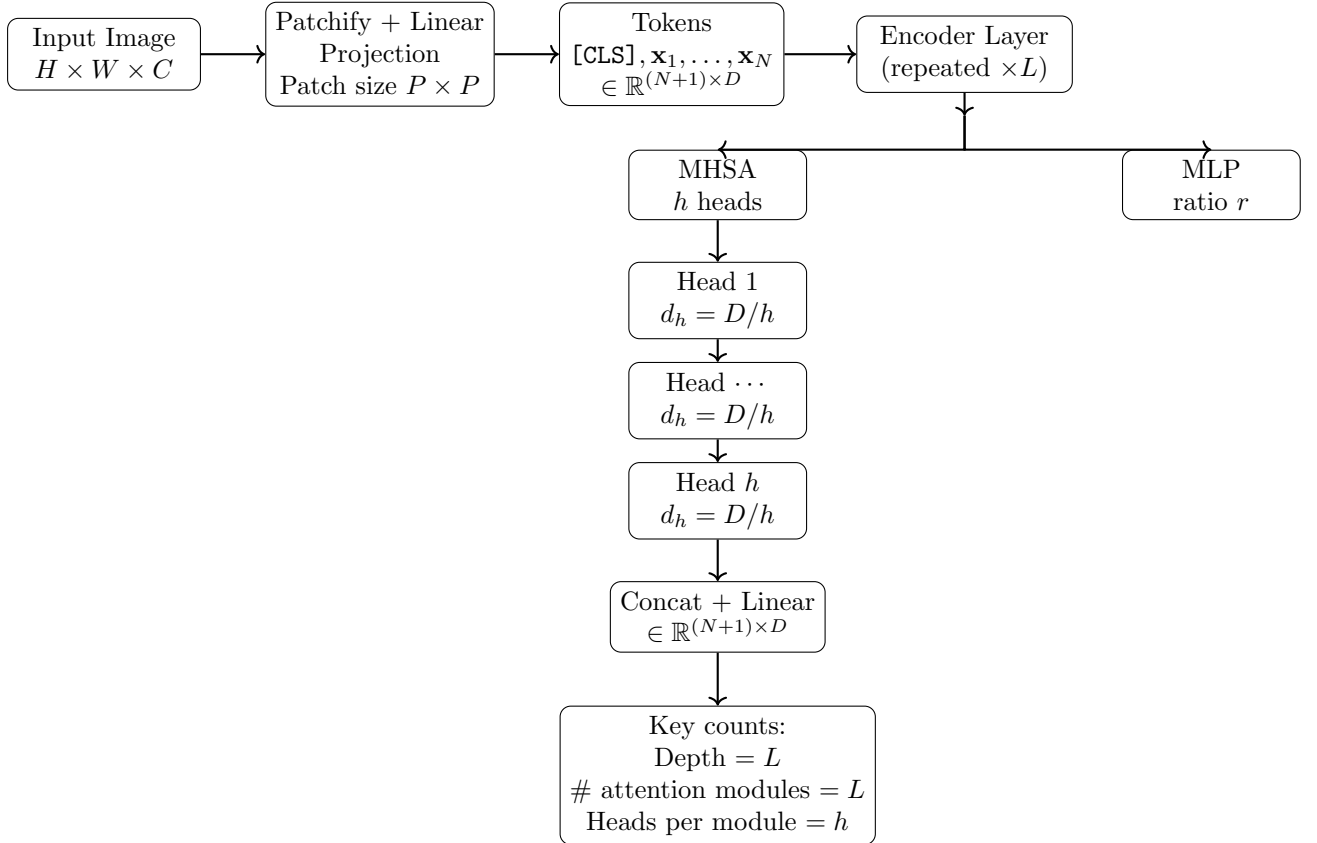 Input Image
H × W × C
Patchify + Linear
Projection
Patch size P × P
Tokens
[CLS], x₁, . . . , x_N
∈ ℝ^{(N+1)×D}
Encoder Layer
(repeated ×L)
MHSA
h heads
MLP
ratio r
Head 1
d_h = D/h
Head · · ·
d_h = D/h
Head h
d_h = D/h
Concat + Linear
∈ ℝ^{(N+1)×D}
Key counts:
Depth = L
# attention modules = L
Heads per module = h